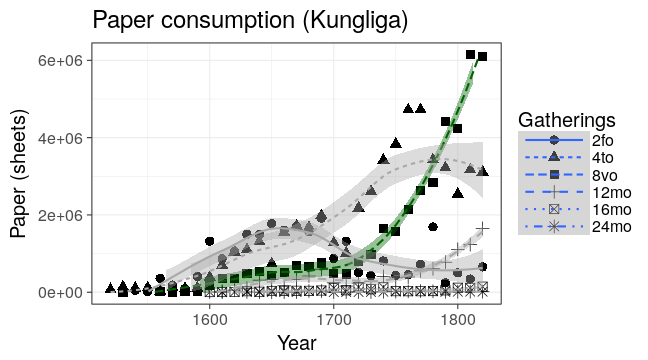 Paper consumption (Kungliga)
6e+06
4e+06
2e+06
0e+00
Paper (sheets)
1600
1700
1800
Year
Gatherings
2fo
4to
8vo
12mo
16mo
24mo